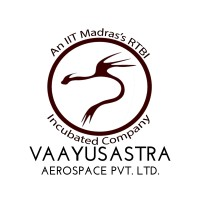 An IIT Madras's RTBI
Incubated Company
VAAYUSASTRA
AEROSPACE PVT. LTD.